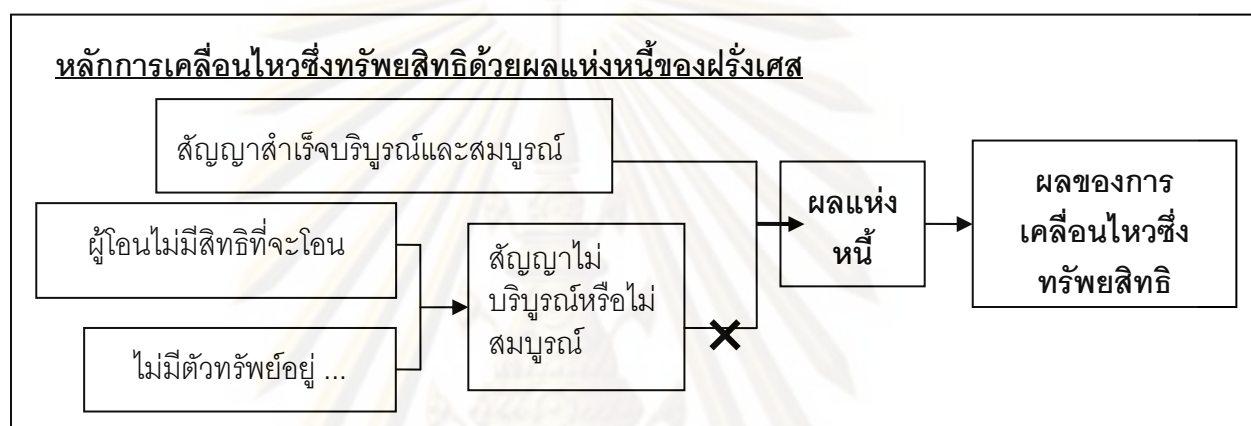 หลักการเคลื่อนไหวซึ่งทรัพยสิทธิด้วยผลแห่งหนี้ของฝรั่งเศส
สัญญาสำเร็จบริบูรณ์และสมบูรณ์
ผู้โอนไม่มีสิทธิที่จะโอน
ไม่มีตัวทรัพย์อยู่ ...
สัญญาไม่
บริบูรณ์หรือไม่
สมบูรณ์
ผลแห่ง
หนี้
ผลของการ
เคลื่อนไหวซึ่ง
ทรัพยสิทธิ